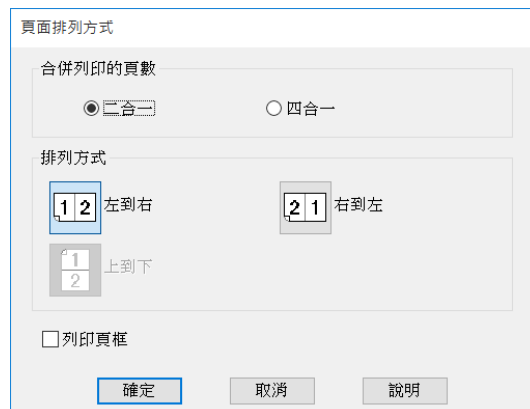 頁面排列方式
合併列印的頁數
二合一
四合一
排列方式
1 2 左到右
2 1 右到左
1
2
上到下
列印頁框
確定
取消
說明